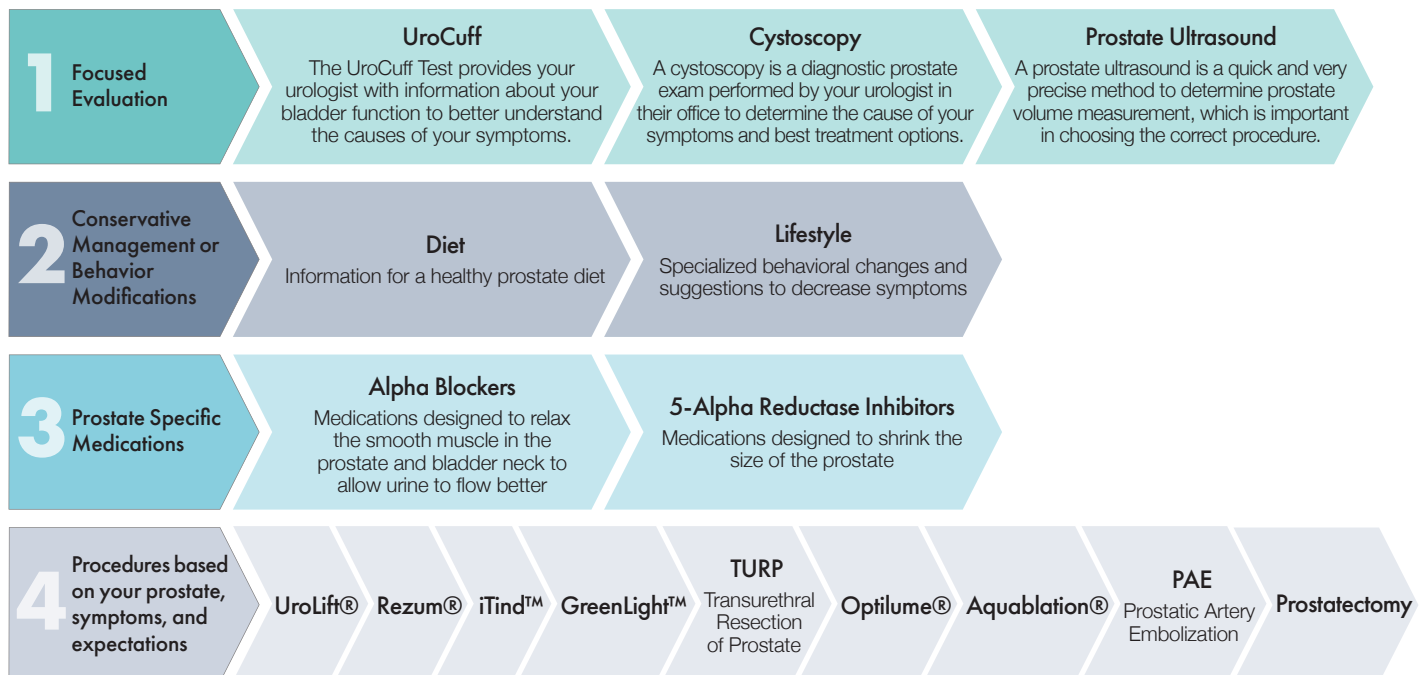 1
Focused
Evaluation
UroCuff
The UroCuff Test provides your
urologist with information about your
bladder function to better understand
the causes of your symptoms.
Cystoscopy
A cystoscopy is a diagnostic prostate
exam performed by your urologist in
their office to determine the cause of your
symptoms and best treatment options.
Prostate Ultrasound
A prostate ultrasound is a quick and very
precise method to determine prostate
volume measurement, which is important
in choosing the correct procedure.
2
Conservative
Management or
Behavior
Modifications
Diet
Information for a healthy prostate diet
Lifestyle
Specialized behavioral changes and
suggestions to decrease symptoms
3
Prostate Specific
Medications
Alpha Blockers
Medications designed to relax
the smooth muscle in the
prostate and bladder neck to
allow urine to flow better
5-Alpha Reductase Inhibitors
Medications designed to shrink the
size of the prostate
4
Procedures based
on your prostate,
symptoms, and
expectations
UroLift®
Rezum®
iTind™
GreenLight™
TURP
Transurethral
Resection
of Prostate
Optilume®
Aquablation®
PAE
Prostatic Artery
Embolization
Prostatectomy